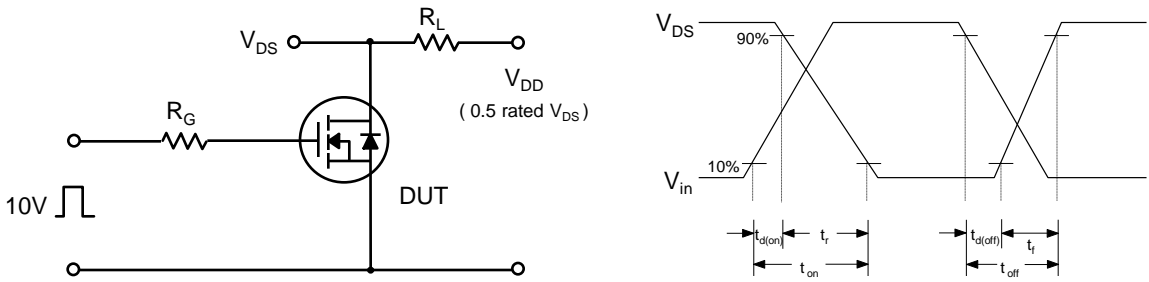 R_L
V_DS
V_DD
( 0.5 rated V_DS )
R_G
10V
DUT
V_DS
90%
10%
V_in
t_d(on)
t_r
t_on
t_d(off)
t_f
t_off